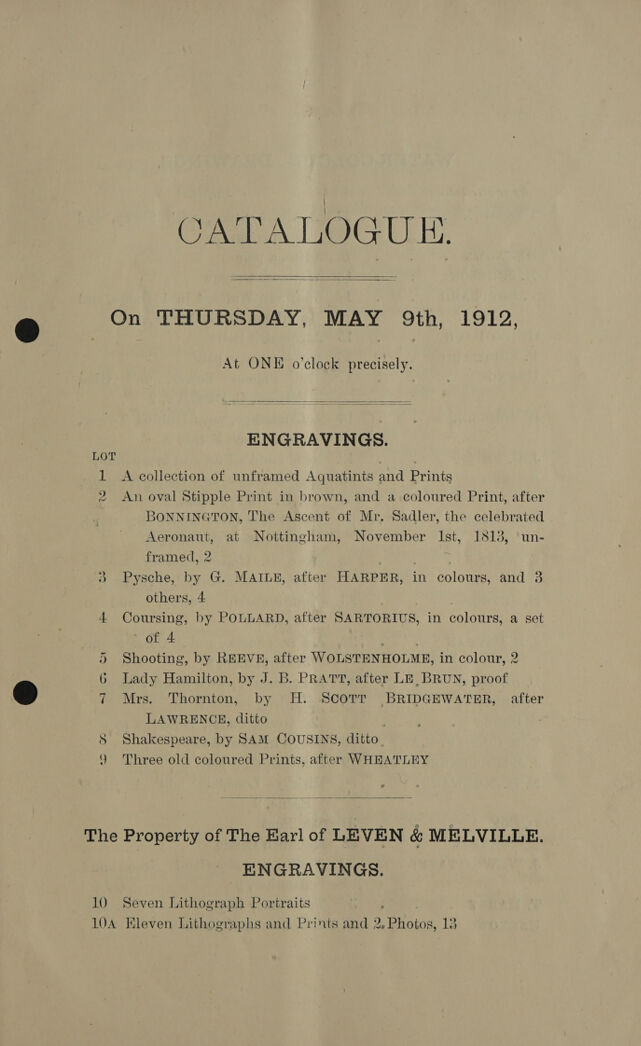 CATALOGUE.
On THURSDAY, MAY 9th, 1912,
At ONE o'clock precisely.
ENGRAVINGS.
LOT
1 A collection of unframed Aquatints and Prints
2 An oval Stipple Print in brown, and a coloured Print, after
BONNINGTON, The Ascent of Mr. Sadler, the celebrated
Aeronaut, at Nottingham, November 1st, 1813, un-
framed, 2
3 Pysche, by G. MAILE, after HARPER, in colours, and 3
others, 4
4 Coursing, by POLLARD, after SARTORIUS, in colours, a set
of 4
5 Shooting, by REEVE, after WOLSTENHOLME, in colour, 2
6 Lady Hamilton, by J. B. PRATT, after LE BRUN, proof
7 Mrs. Thornton, by H. SCOTT BRIDGEWATER, after
LAWRENCE, ditto
8 Shakespeare, by SAM COUSINS, ditto
9 Three old coloured Prints, after WHEATLEY
The Property of The Earl of LEVEN & MELVILLE.
ENGRAVINGS.
10 Seven Lithograph Portraits
10A Eleven Lithographs and Prints and 2 Photos, 13